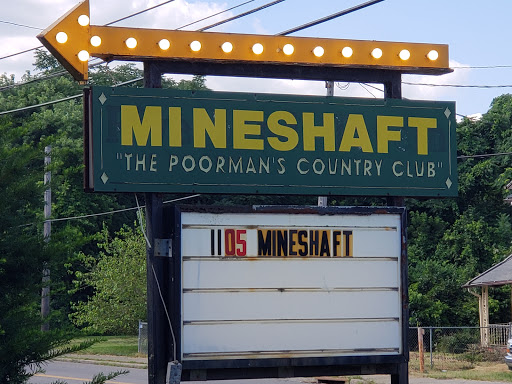 MINESHAFT
"THE POORMAN'S COUNTRY CLUB"
1105 MINESHAFT